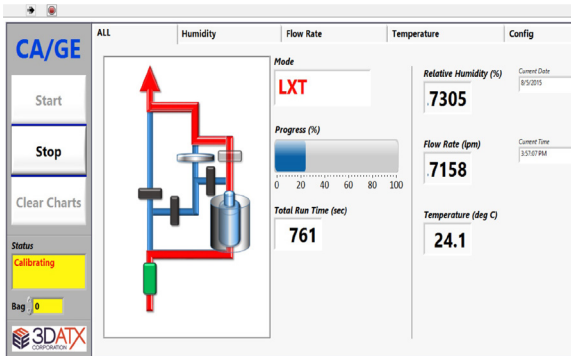 ALL
Humidity
Flow Rate
Temperature
Config
CA/GE
Start
Stop
Clear Charts
Status
Calibrating
Bag 0
3DATX
CORPORATION
Mode
LXT
Progress (%)
0 20 40 60 80 100
Total Run Time (sec)
761
Relative Humidity (%)
.7305
Flow Rate (lpm)
.7158
Temperature (deg C)
24.1
Current Date
8/5/2015
Current Time
3:57:07 PM